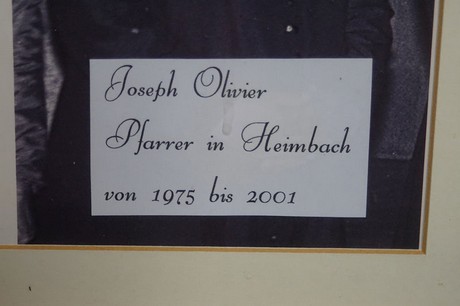 Joseph Olivier
Pfarrer in Heimbach
von 1975 bis 2001